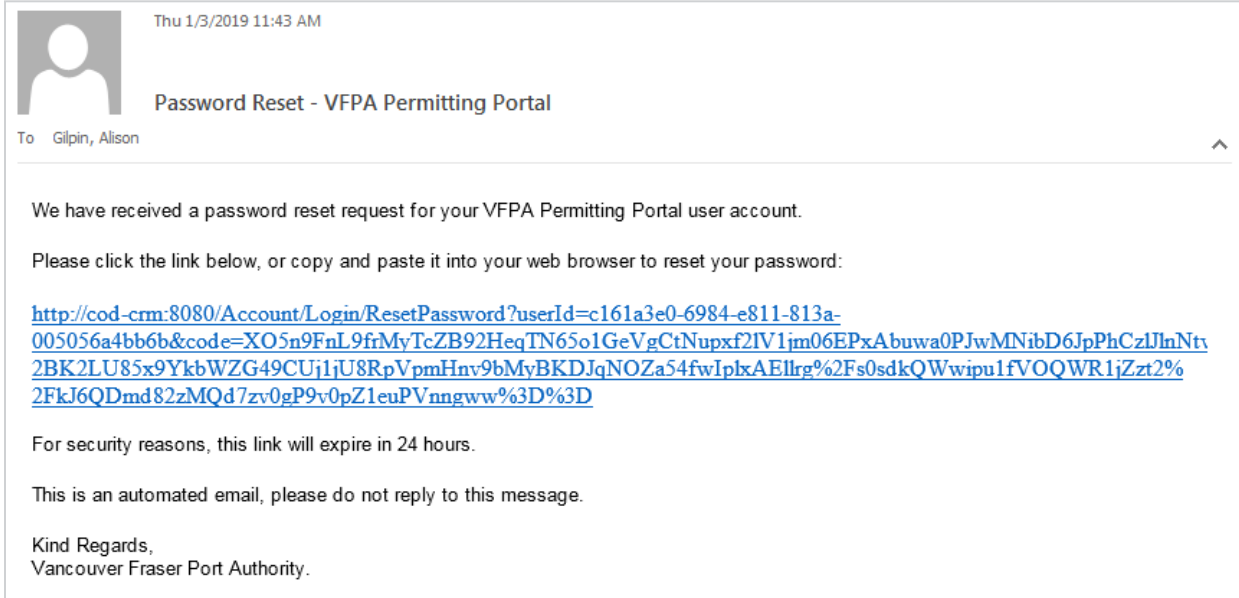 Thu 1/3/2019 11:43 AM
Password Reset - VFPA Permitting Portal
To Gilpin, Alison
We have received a password reset request for your VFPA Permitting Portal user account.
Please click the link below, or copy and paste it into your web browser to reset your password:
http://cod-crm:8080/Account/Login/ResetPassword?userId=c161a3e0-6984-e811-813a-
005056a4bb6b&code=XO5n9FnL9frMyTcZB92HeqTN65o1GeVgCtNupxf2lV1jm06EPxAbuwa0PJwMNibD6JpPhCzlJlnNtv
2BK2LU85x9YkbWZG49CUj1jU8RpVpmHnv9bMyBKDJqNOZa54fwIplxAEllrg%2Fs0sdkQWwipu1fVOQWR1jZzt2%
2FkJ6QDmd82zMQd7zv0gP9v0pZ1euPVnngww%3D%3D
For security reasons, this link will expire in 24 hours.
This is an automated email, please do not reply to this message.
Kind Regards,
Vancouver Fraser Port Authority.